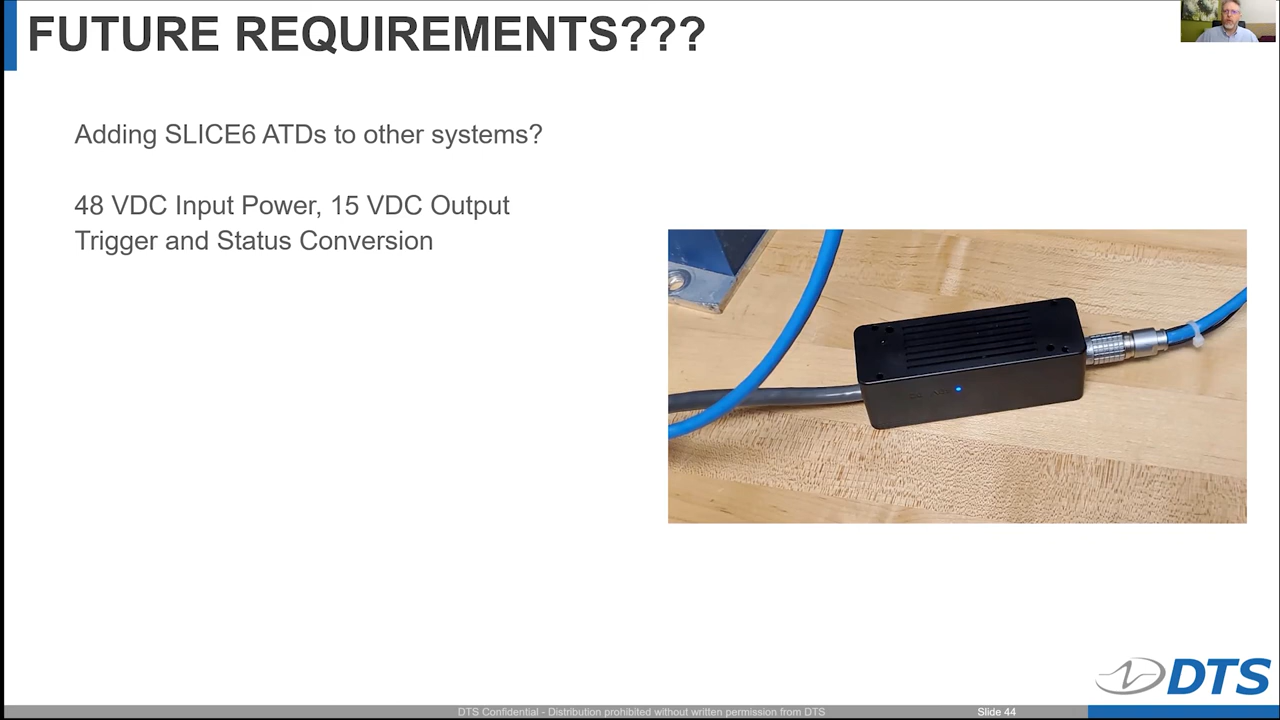 FUTURE REQUIREMENTS???
Adding SLICE6 ATDs to other systems?
48 VDC Input Power, 15 VDC Output
Trigger and Status Conversion
DTS
DTS Confidential - Distribution prohibited without written permission from DTS
Slide 44